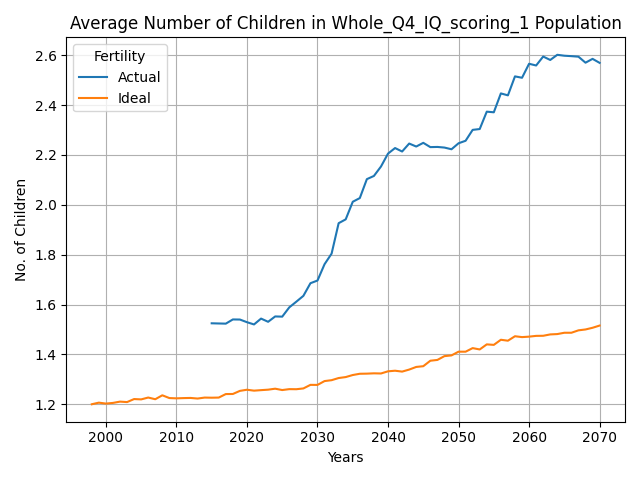 Average Number of Children in Whole_Q4_IQ_scoring_1 Population
Fertility
Actual
Ideal
No. of Children
2.6
2.4
2.2
2.0
1.8
1.6
1.4
1.2
2000 2010 2020 2030 2040 2050 2060 2070
Years